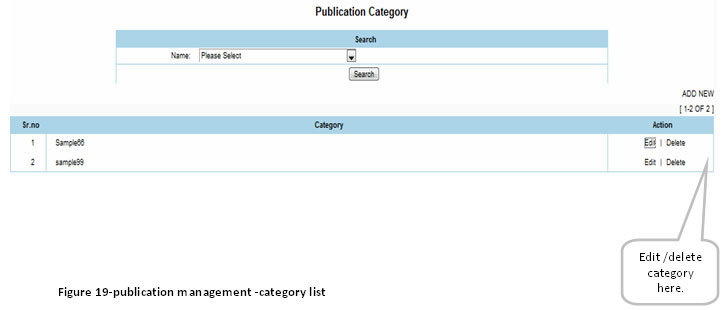 Publication Category
Search
Name: Please Select
Search
ADD NEW
[ 1-2 OF 2 ]
Sr.no Category Action
1 Sample66 Edit | Delete
2 sample99 Edit | Delete
Edit /delete
category
here.
Figure 19-publication management -category list